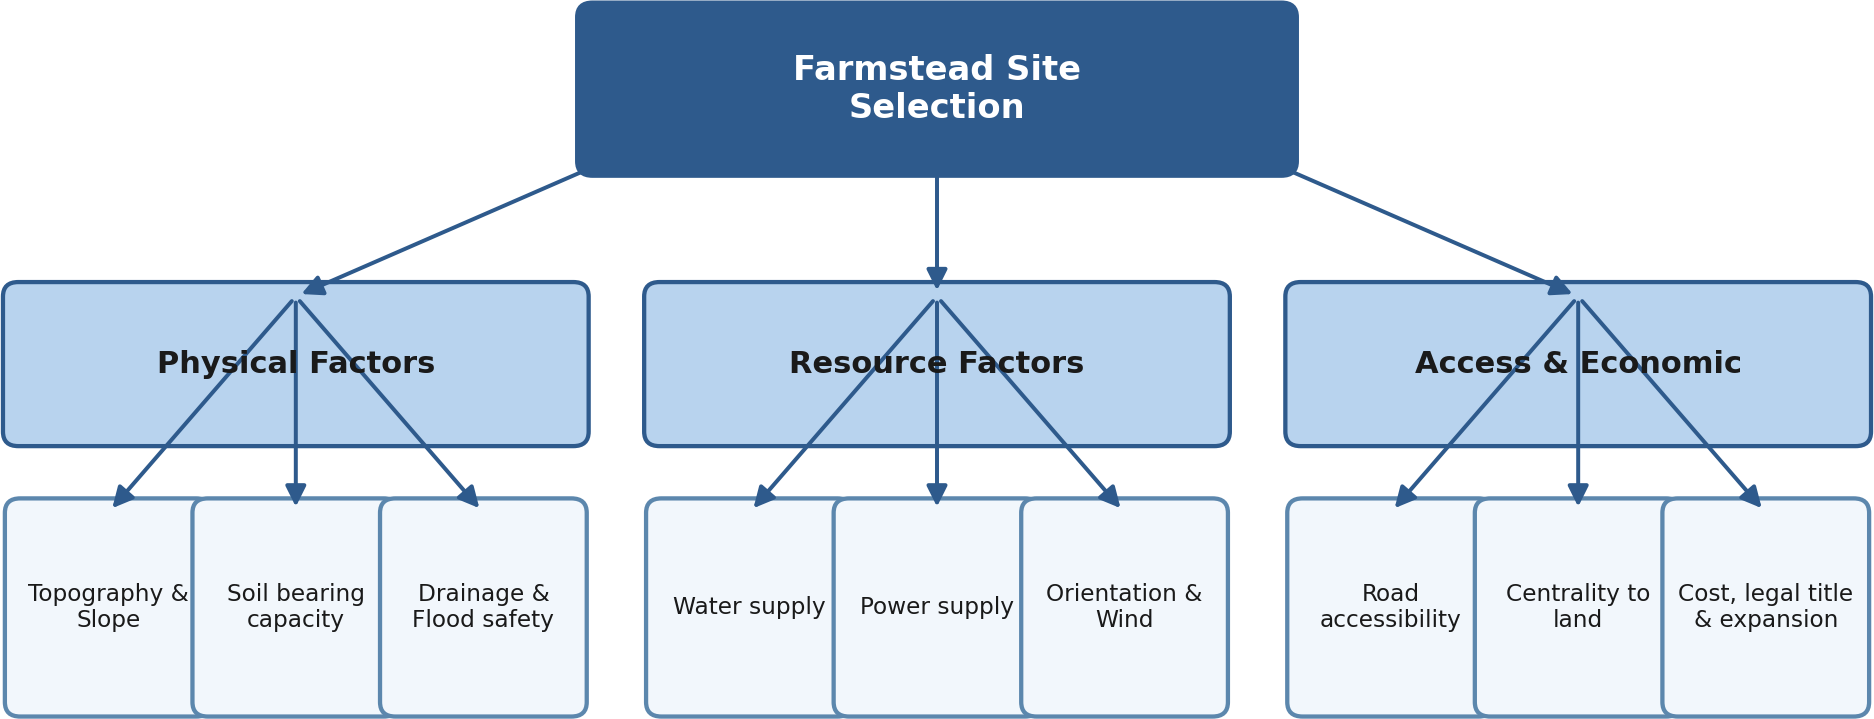 Farmstead Site
Selection
Physical Factors
Resource Factors
Access & Economic
Topography &
Slope
Soil bearing
capacity
Drainage &
Flood safety
Water supply
Power supply
Orientation &
Wind
Road
accessibility
Centrality to
land
Cost, legal title
& expansion